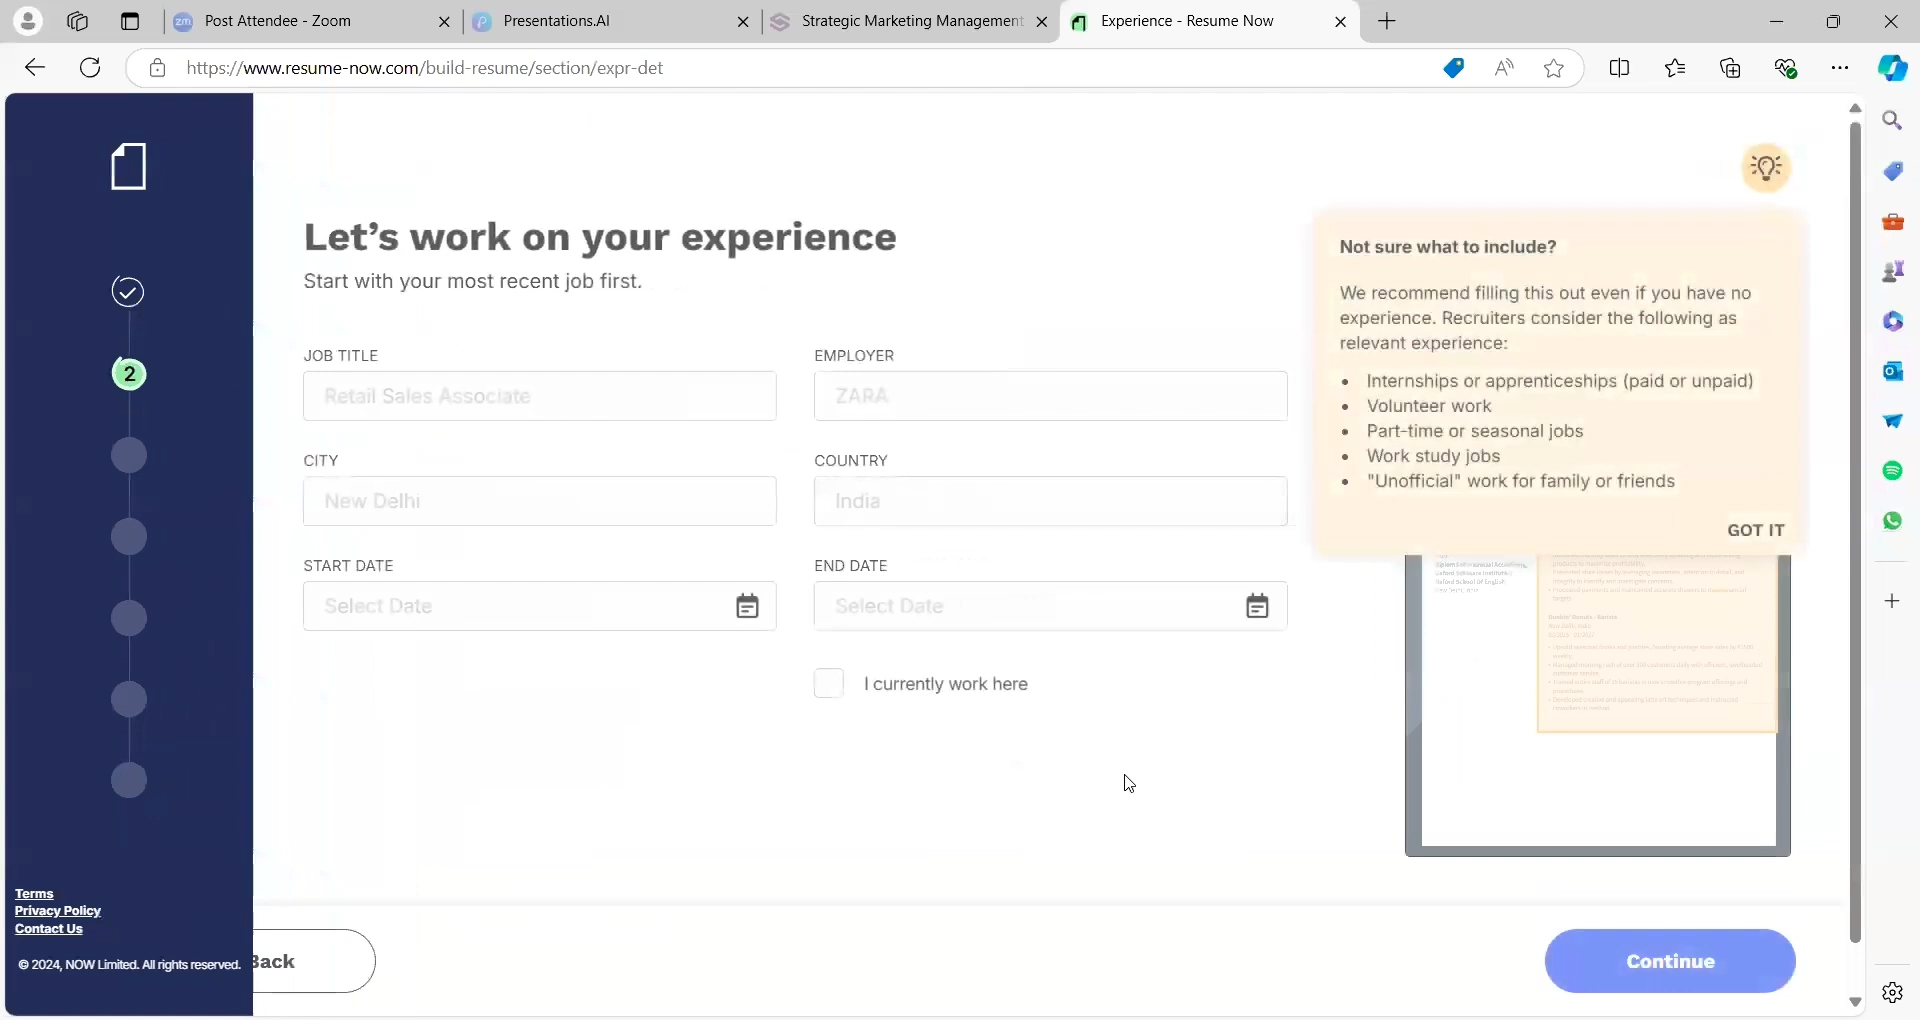 Post Attendee - Zoom
Presentations.AI
Strategic Marketing Management
Experience - Resume Now
https://www.resume-now.com/build-resume/section/expr-det
Let's work on your experience
Start with your most recent job first.
JOB TITLE
EMPLOYER
Retail Sales Associate
ZARA
CITY
COUNTRY
New Delhi
India
START DATE
END DATE
Select Date
Select Date
I currently work here
Not sure what to include?
We recommend filling this out even if you have no
experience. Recruiters consider the following as
relevant experience:
• Internships or apprenticeships (paid or unpaid)
• Volunteer work
• Part-time or seasonal jobs
• Work study jobs
• "Unofficial" work for family or friends
GOT IT
2
Terms
Privacy Policy
Contact Us
© 2024, NOW Limited. All rights reserved.
Back
Continue